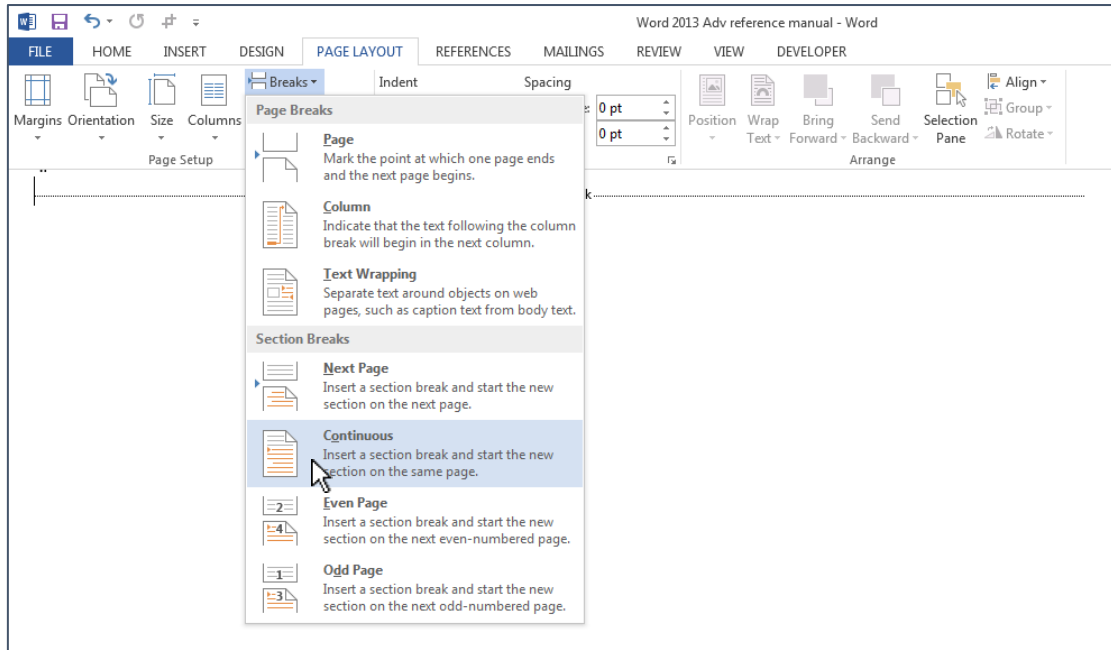 Word 2013 Adv reference manual - Word
FILE HOME INSERT DESIGN PAGE LAYOUT REFERENCES MAILINGS REVIEW VIEW DEVELOPER
Breaks Indent Spacing
Margins Orientation Size Columns
0 pt
0 pt
Position Wrap Text Bring Forward Send Backward Selection Pane
Align
Group
Rotate
Page Setup Arrange
Page Breaks
Page
Mark the point at which one page ends
and the next page begins.
Column
Indicate that the text following the column
break will begin in the next column.
Text Wrapping
Separate text around objects on web
pages, such as caption text from body text.
Section Breaks
Next Page
Insert a section break and start the new
section on the next page.
Continuous
Insert a section break and start the new
section on the same page.
2
4
Even Page
Insert a section break and start the new
section on the next even-numbered page.
1
3
Odd Page
Insert a section break and start the new
section on the next odd-numbered page.